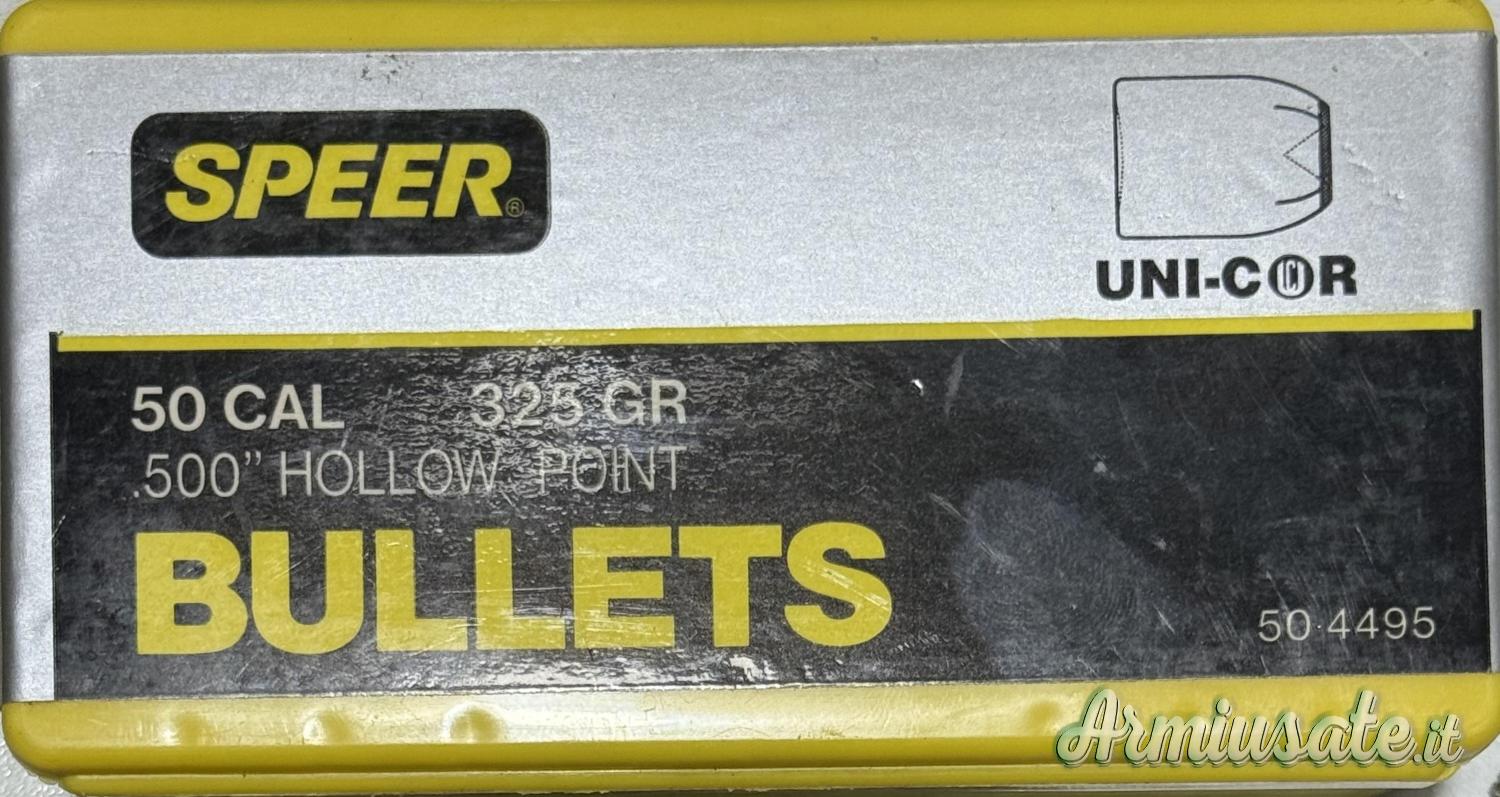 SPEER®
UNI-COR
50 CAL 325 GR
.500” HOLLOW POINT
BULLETS
50·4495
Armiusate.it